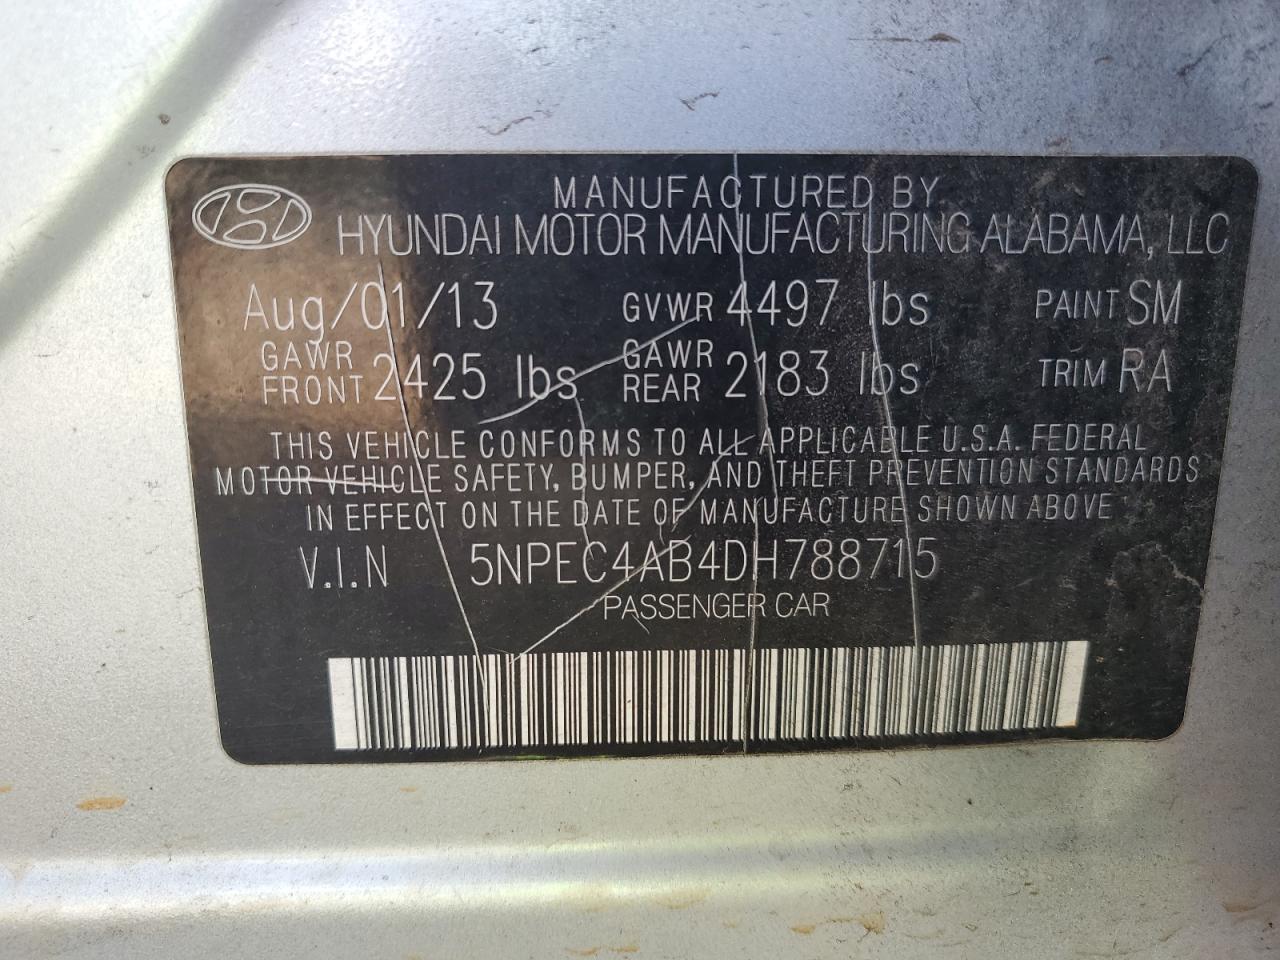 MANUFACTURED BY
HYUNDAI MOTOR MANUFACTURING ALABAMA, LLC
Aug/01/13 GVWR 4497 lbs PAINT SM
GAWR FRONT 2425 lbs GAWR REAR 2183 lbs TRIM RA
THIS VEHICLE CONFORMS TO ALL APPLICABLE U.S.A. FEDERAL
MOTOR VEHICLE SAFETY, BUMPER, AND THEFT PREVENTION STANDARDS
IN EFFECT ON THE DATE OF MANUFACTURE SHOWN ABOVE
V.I.N 5NPEC4AB4DH788715
PASSENGER CAR